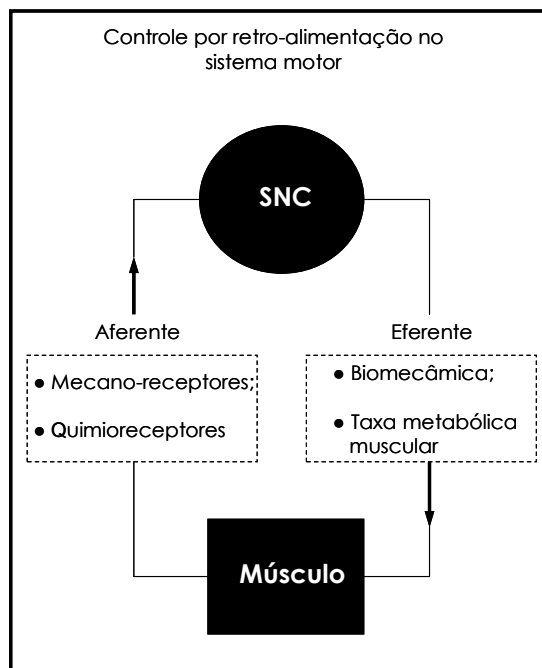 Controle por retro-alimentação no
sistema motor
SNC
Aferente
● Mecano-receptores;
● Quimioreceptores
Eferente
● Biomecâmica;
● Taxa metabólica
muscular
Músculo